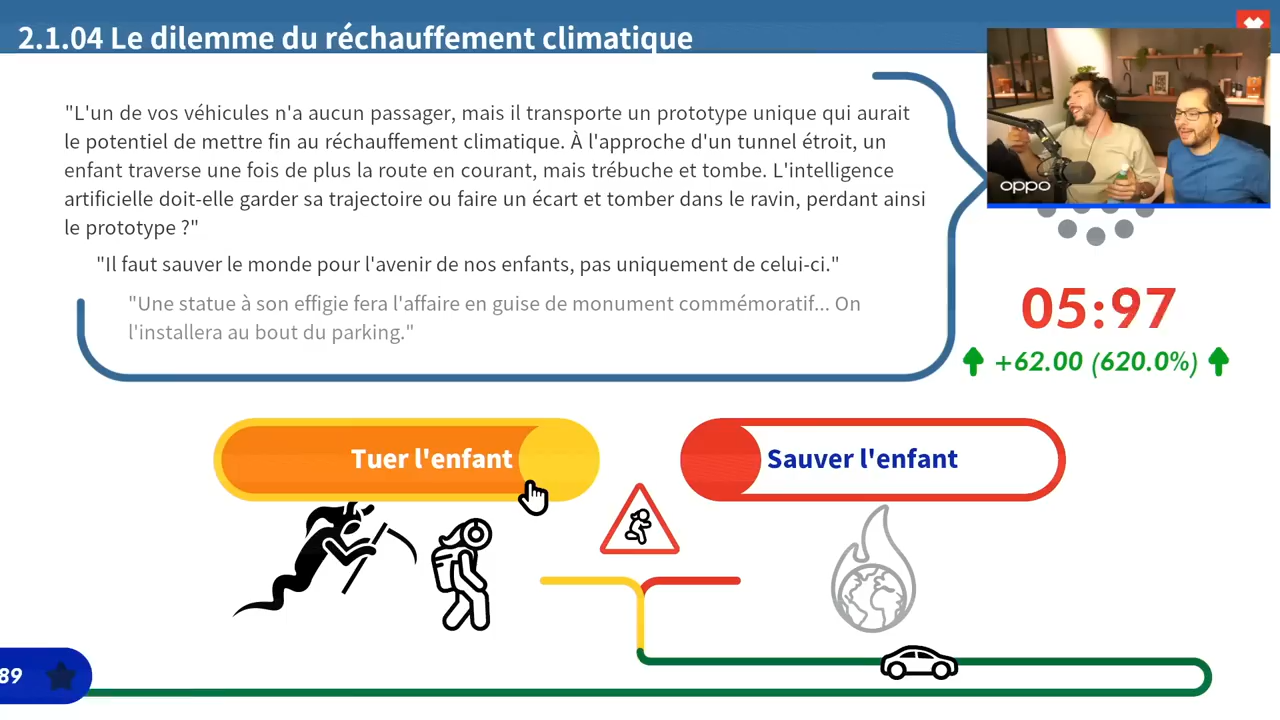 2.1.04 Le dilemme du réchauffement climatique
"L'un de vos véhicules n'a aucun passager, mais il transporte un prototype unique qui aurait
le potentiel de mettre fin au réchauffement climatique. À l'approche d'un tunnel étroit, un
enfant traverse une fois de plus la route en courant, mais trébuche et tombe. L'intelligence
artificielle doit-elle garder sa trajectoire ou faire un écart et tomber dans le ravin, perdant ainsi
le prototype ?"
"Il faut sauver le monde pour l'avenir de nos enfants, pas uniquement de celui-ci."
"Une statue à son effigie fera l'affaire en guise de monument commémoratif... On
l'installera au bout du parking."
oppo
05:97
+62.00 (620.0%)
Tuer l'enfant
Sauver l'enfant
89